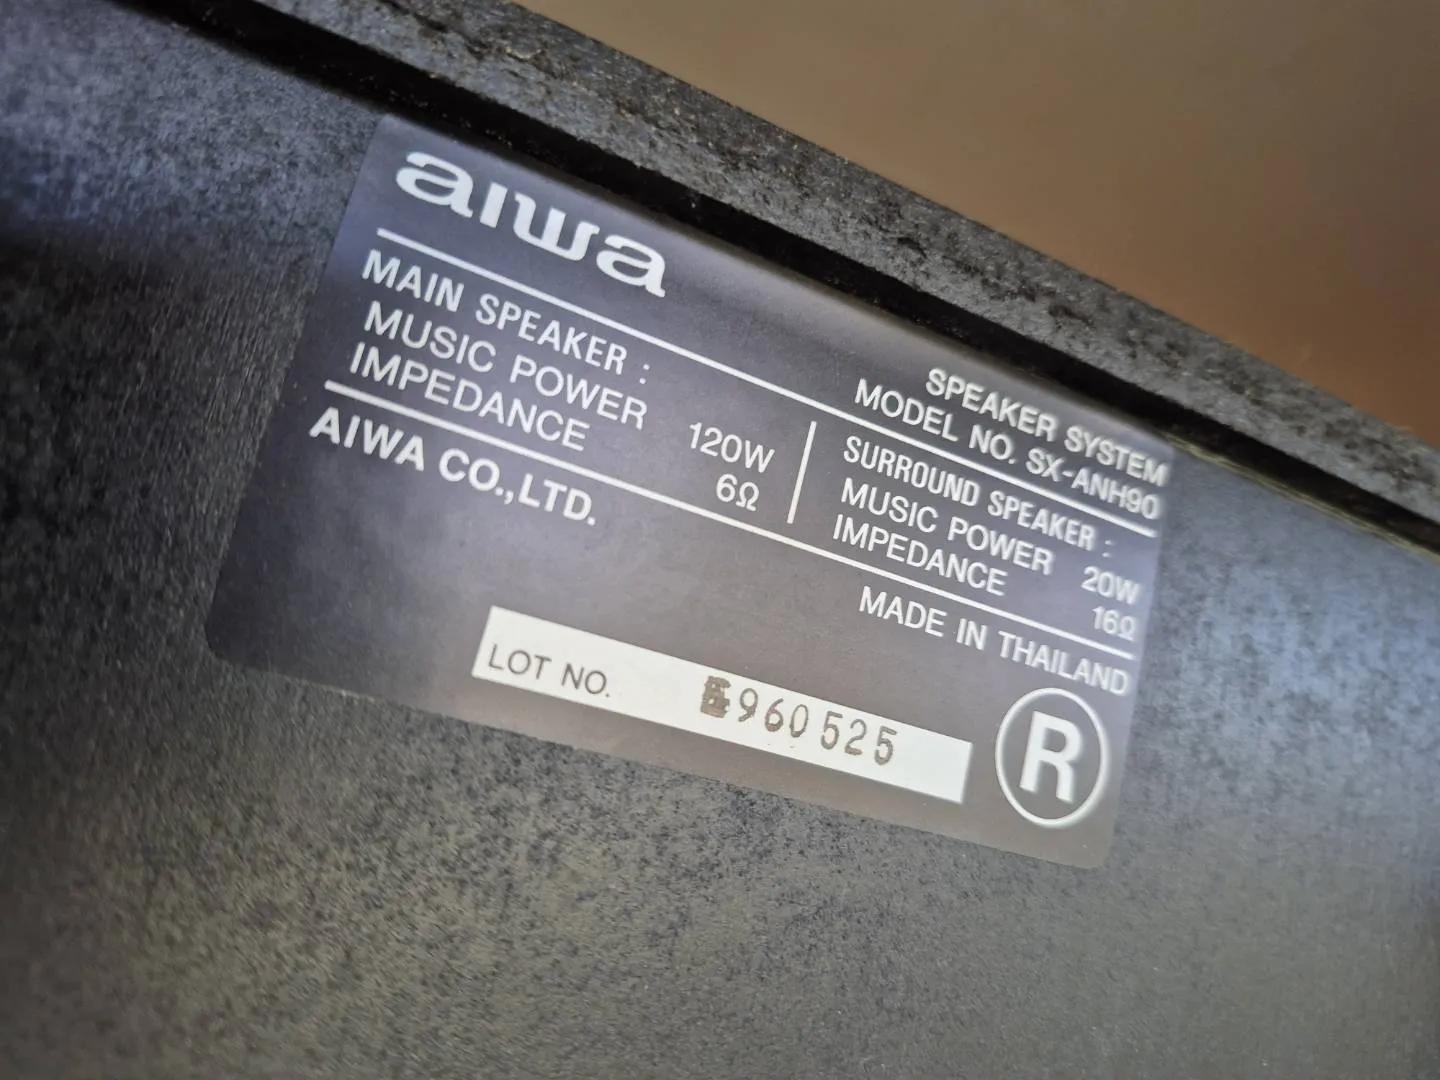 aiwa
SPEAKER SYSTEM
MODEL NO. SX-ANH90
MAIN SPEAKER :
MUSIC POWER 120W
IMPEDANCE 6Ω
SURROUND SPEAKER :
MUSIC POWER 20W
IMPEDANCE 16Ω
AIWA CO.,LTD.
MADE IN THAILAND
LOT NO. 960525
R